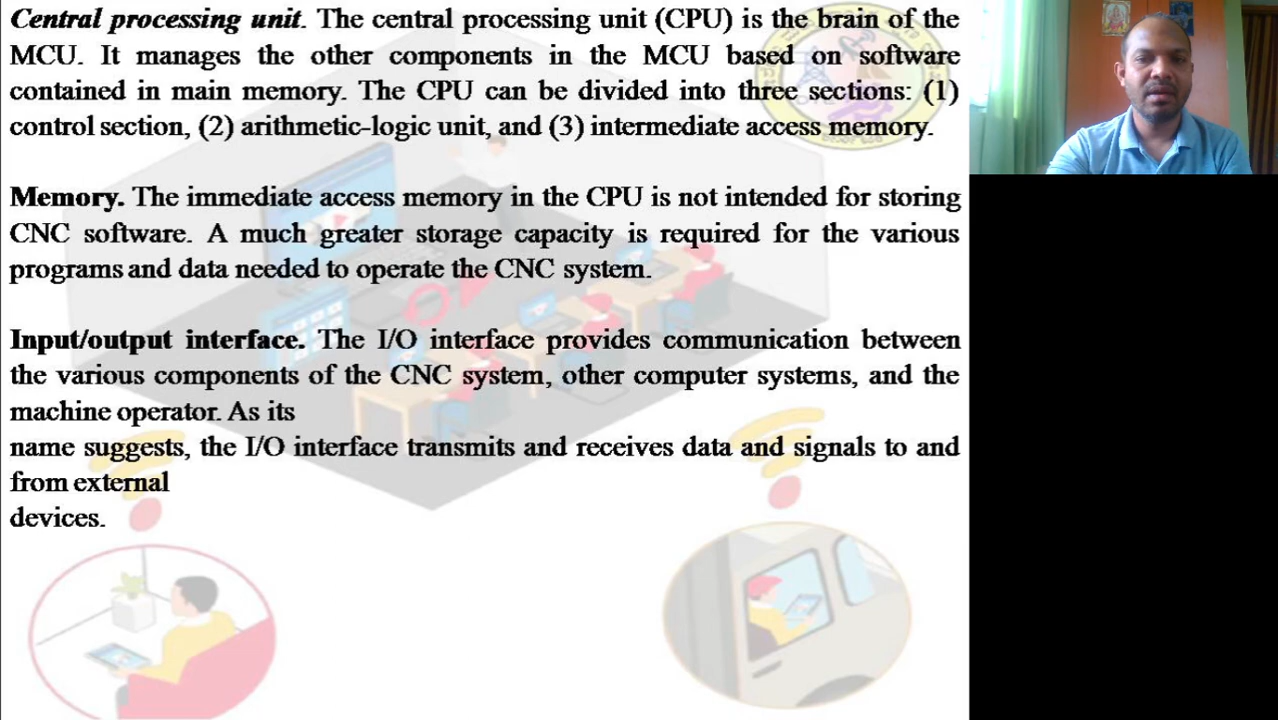 Central processing unit. The central processing unit (CPU) is the brain of the
MCU. It manages the other components in the MCU based on software
contained in main memory. The CPU can be divided into three sections: (1)
control section, (2) arithmetic-logic unit, and (3) intermediate access memory.
Memory. The immediate access memory in the CPU is not intended for storing
CNC software. A much greater storage capacity is required for the various
programs and data needed to operate the CNC system.
Input/output interface. The I/O interface provides communication between
the various components of the CNC system, other computer systems, and the
machine operator. As its
name suggests, the I/O interface transmits and receives data and signals to and
from external
devices.